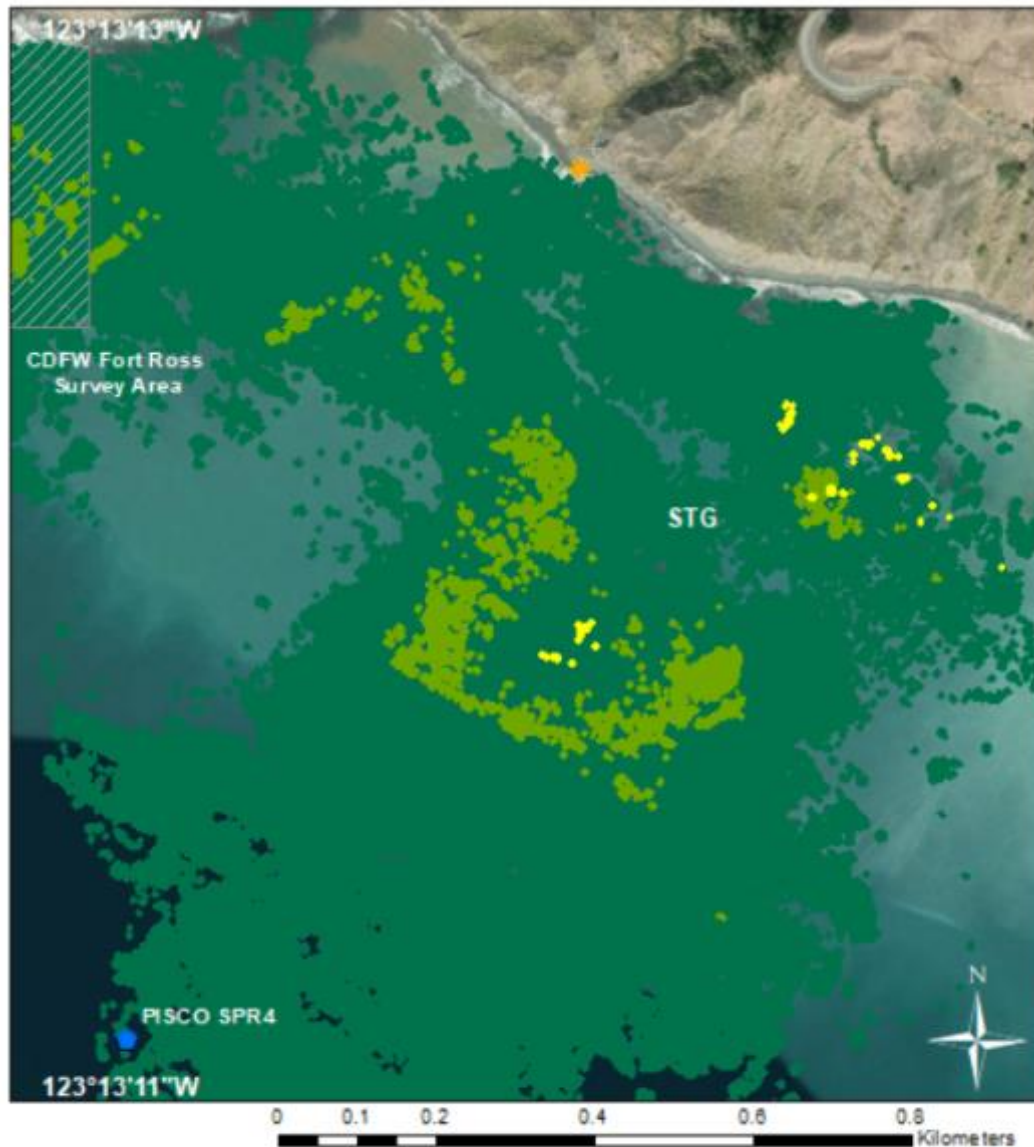 123°13'13"W
CDFW Fort Ross
Survey Area
STG
PISCO SPR4
N
123°13'11"W
0 0.1 0.2 0.4 0.6 0.8
Kilometers